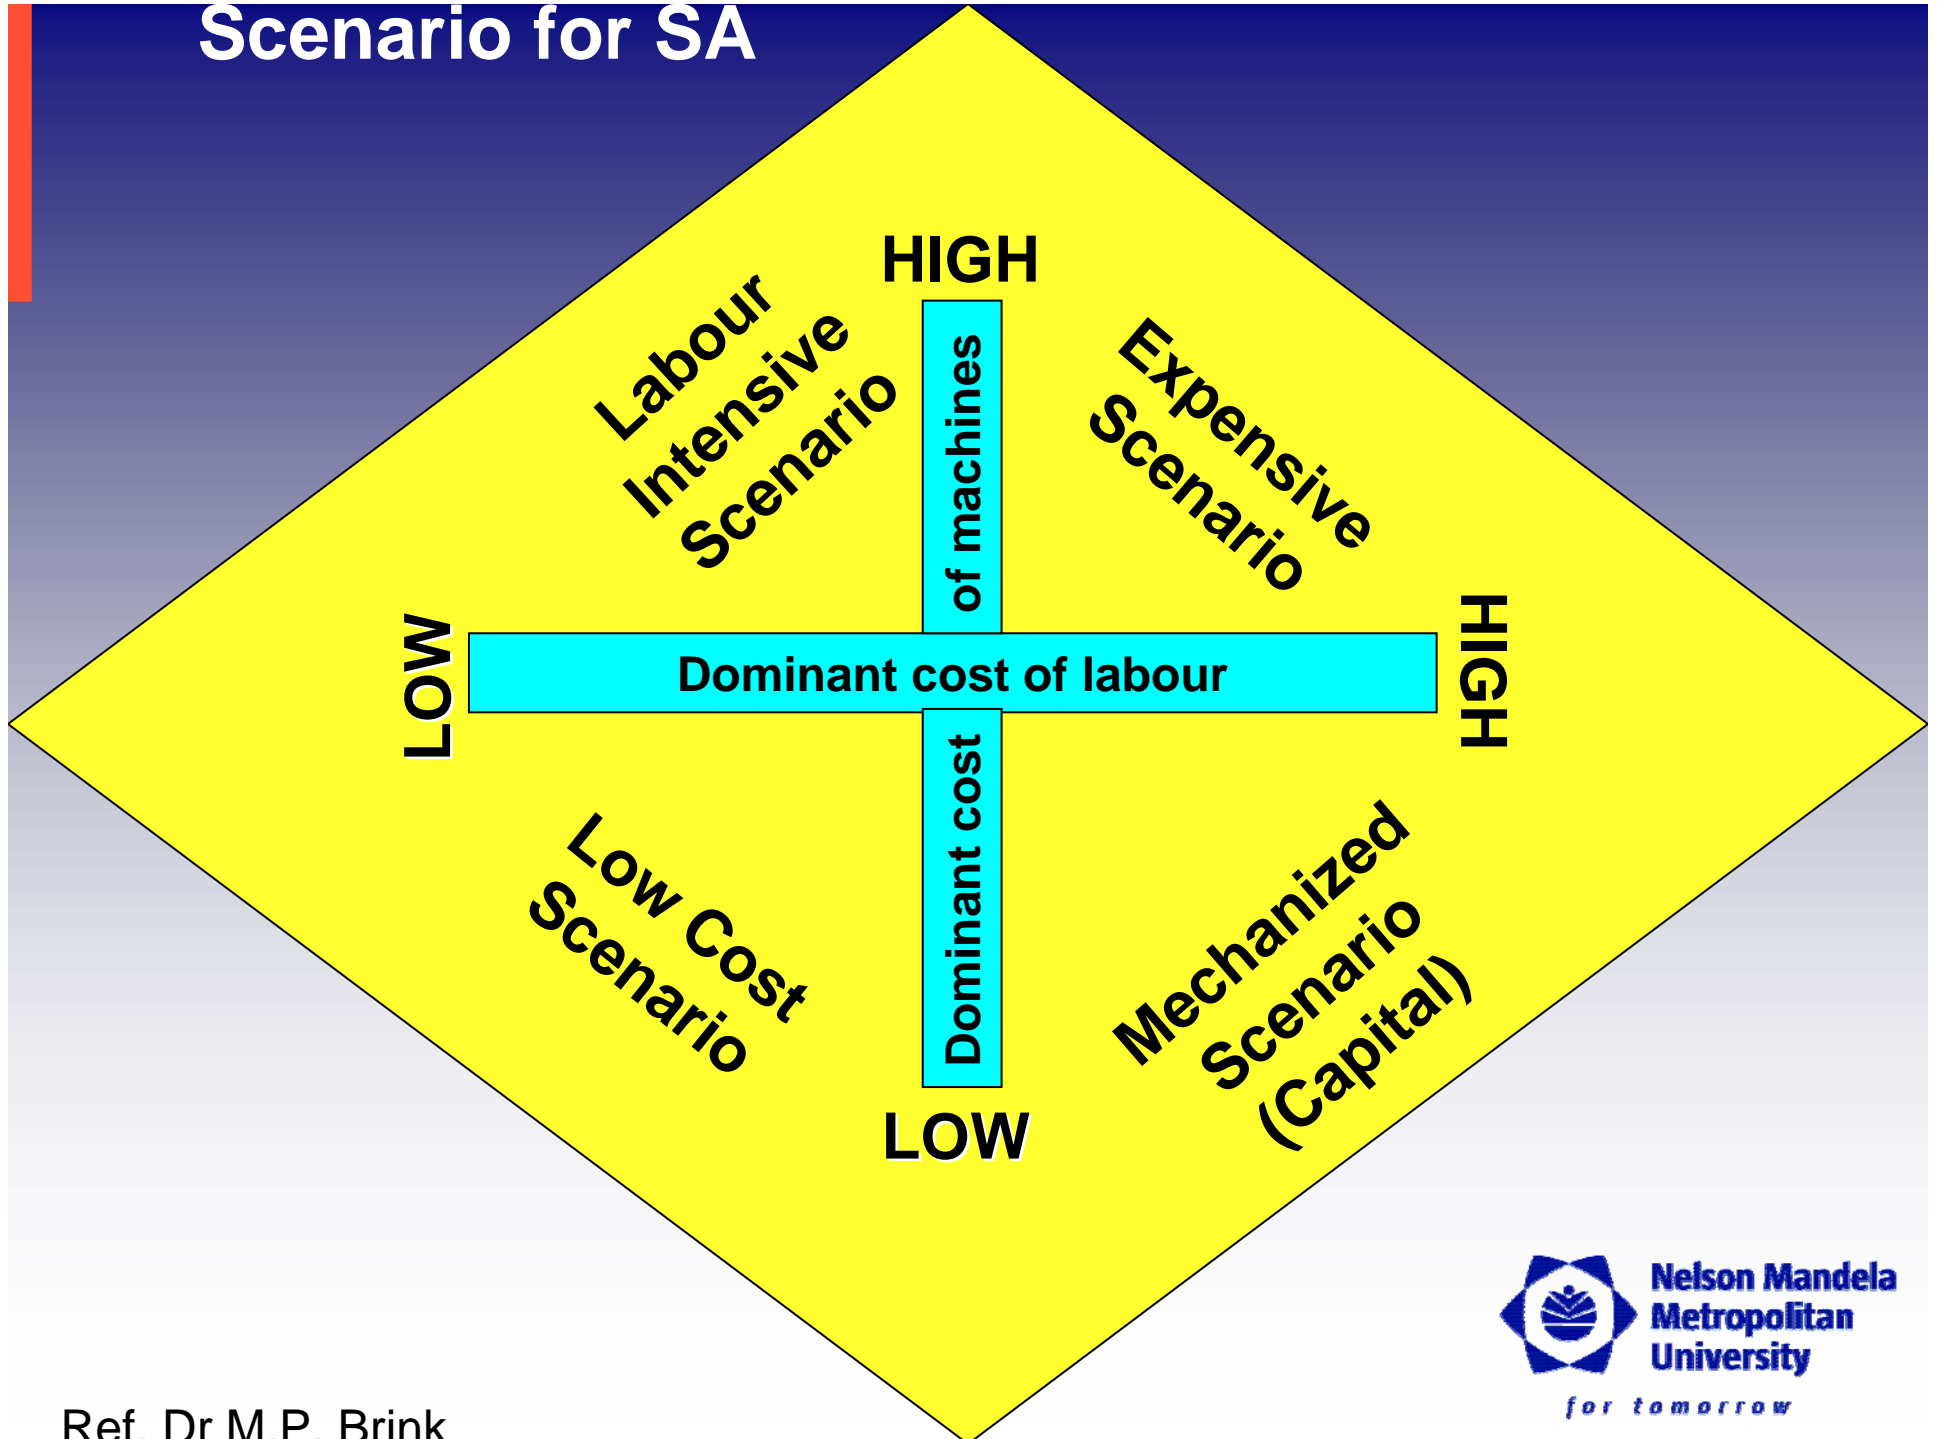 Scenario for SA
HIGH
Labour
Intensive
Scenario
of machines
Expensive
Scenario
LOW
Dominant cost of labour
HIGH
Low Cost
Scenario
Dominant cost
Mechanized
Scenario
(Capital)
LOW
Nelson Mandela
Metropolitan
University
for tomorrow
Ref. Dr M.P. Brink